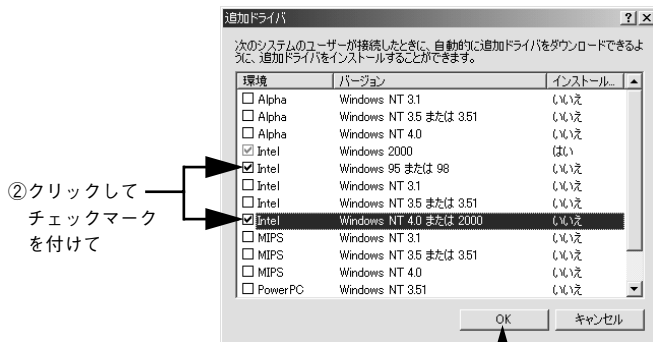 追加ドライバ
次のシステムのユーザーが接続したときに、自動的に追加ドライバをダウンロードできるよ
うに、追加ドライバをインストールすることができます。
環境 バージョン インストール...
Alpha Windows NT 3.1 いいえ
Alpha Windows NT 3.5 または 3.51 いいえ
Alpha Windows NT 4.0 いいえ
Intel Windows 2000 はい
Intel Windows 95 または 98 いいえ
Intel Windows NT 3.1 いいえ
Intel Windows NT 3.5 または 3.51 いいえ
Intel Windows NT 4.0 または 2000 いいえ
MIPS Windows NT 3.1 いいえ
MIPS Windows NT 3.5 または 3.51 いいえ
MIPS Windows NT 4.0 いいえ
PowerPC Windows NT 3.51 いいえ
②クリックして
チェックマーク
を付けて
OK キャンセル